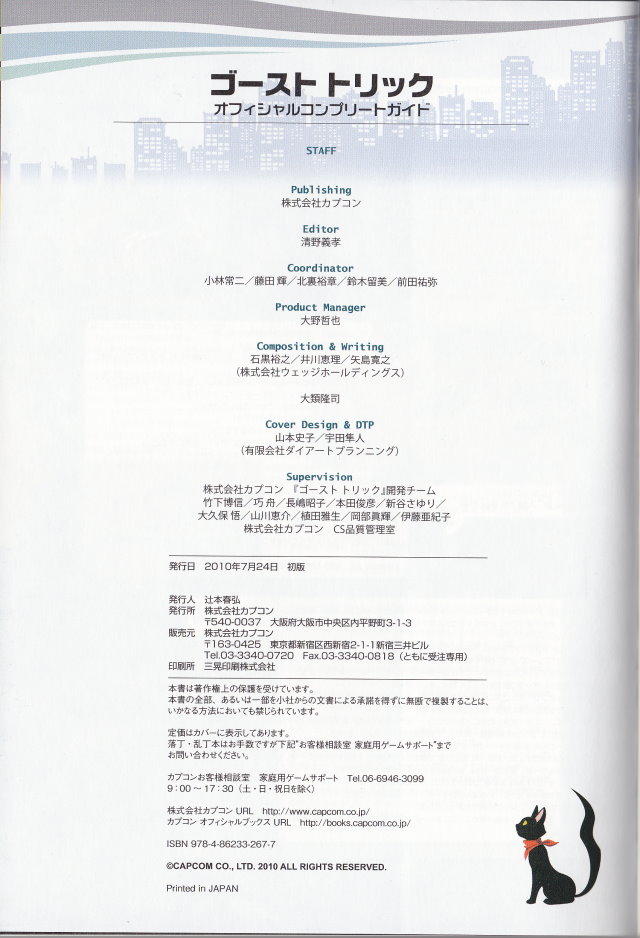 ゴースト トリック
オフィシャルコンプリートガイド
STAFF
Publishing
株式会社カプコン
Editor
清野義孝
Coordinator
小林常二／藤田 輝／北裏裕章／鈴木留美／前田祐弥
Product Manager
大野哲也
Composition & Writing
石黒裕之／井川恵理／矢島寛之
（株式会社ウェッジホールディングス）
大類隆司
Cover Design & DTP
山本史子／宇田隼人
（有限会社ダイアートプランニング）
Supervision
株式会社カプコン 『ゴースト トリック』開発チーム
竹下博信／巧 舟／長嶋昭子／本田俊彦／新谷さゆり／
大久保 悟／山川恵介／植田雅生／岡部眞輝／伊藤亜紀子
株式会社カプコン CS品質管理室
発行日 2010年7月24日 初版
発行人 辻本春弘
発行所 株式会社カプコン
〒540-0037 大阪府大阪市中央区内平野町3-1-3
販売元 株式会社カプコン
〒163-0425 東京都新宿区西新宿2-1-1新宿三井ビル
Tel.03-3340-0720 Fax.03-3340-0818（ともに受注専用）
印刷所 三晃印刷株式会社
本書は著作権上の保護を受けています。
本書の全部、あるいは一部を小社からの文書による承諾を得ずに無断で複製することは、
いかなる方法においても禁じられています。
定価はカバーに表示してあります。
落丁・乱丁本はお手数ですが下記"お客様相談室 家庭用ゲームサポート"まで
お問い合わせください。
カプコンお客様相談室 家庭用ゲームサポート Tel.06-6946-3099
9：00～17：30（土・日・祝日を除く）
株式会社カプコン URL http://www.capcom.co.jp/
カプコン オフィシャルブックス URL http://books.capcom.co.jp/
ISBN 978-4-86233-267-7
©CAPCOM CO., LTD. 2010 ALL RIGHTS RESERVED.
Printed in JAPAN